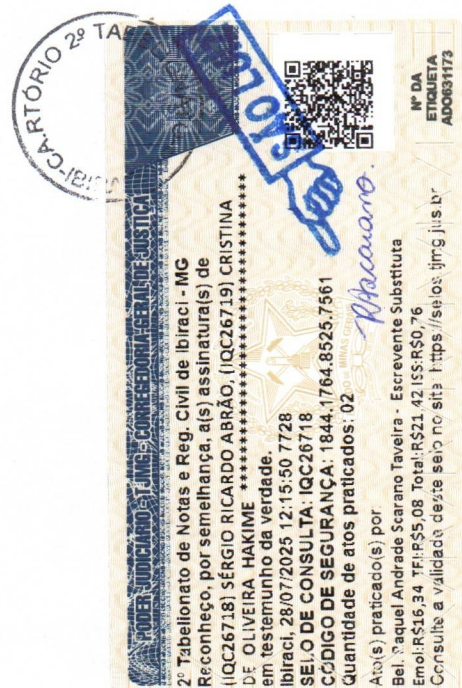 CARTÓRIO 2º
PODER JUDICIÁRIO - TJMG - CORREGEDORIA-GERAL DE JUSTIÇA
2º Tabelionato de Notas e Reg. Civil de Ibiraci - MG
Reconheço, por semelhança, a(s) assinatura(s) de
(IQC26718) SÉRGIO RICARDO ABRÃO, (IQC26719) CRISTINA
DE OLIVEIRA HAKIME ******************************
em testemunho da verdade.
Ibiraci, 28/07/2025 12:15:50 7728
SELO DE CONSULTA: IQC26718
CÓDIGO DE SEGURANÇA: 1844.1764.8525.7561
Quantidade de atos praticados: 02
Ato(s) praticado(s) por:
Bel. Raquel Andrade Scarano Taveira - Escrevente Substituta
Emol:R$16,34 TFJ:R$5,08 Total:R$21,42 ISS:R$0,76
Consulte a validade deste selo no site https://selos.tjmg.jus.br
Nº DA
ETIQUETA
ADO631173